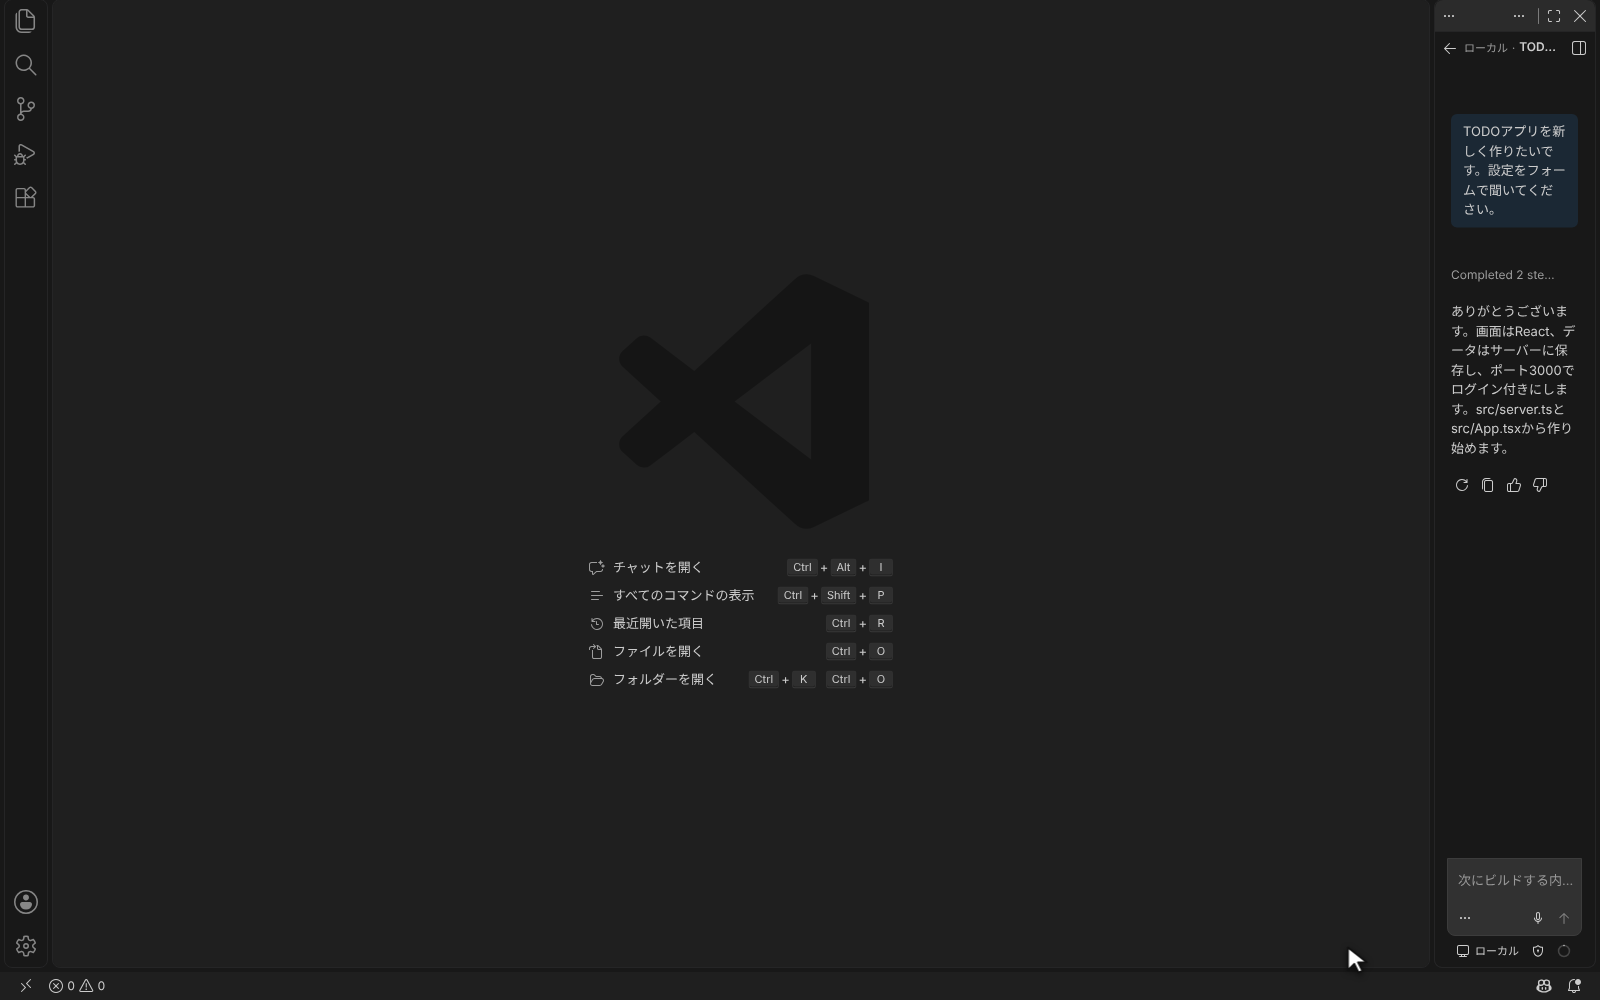 ローカル · TOD...
TODOアプリを新
しく作りたいで
す。設定をフォー
ムで聞いてくだ
さい。
Completed 2 ste...
ありがとうございま
す。画面はReact、デ
ータはサーバーに保
存し、ポート3000で
ログイン付きにしま
す。src/server.tsと
src/App.tsxから作り
始めます。
チャットを開く Ctrl + Alt + I
すべてのコマンドの表示 Ctrl + Shift + P
最近開いた項目 Ctrl + R
ファイルを開く Ctrl + O
フォルダーを開く Ctrl + K Ctrl + O
次にビルドする内...
ローカル
0 0